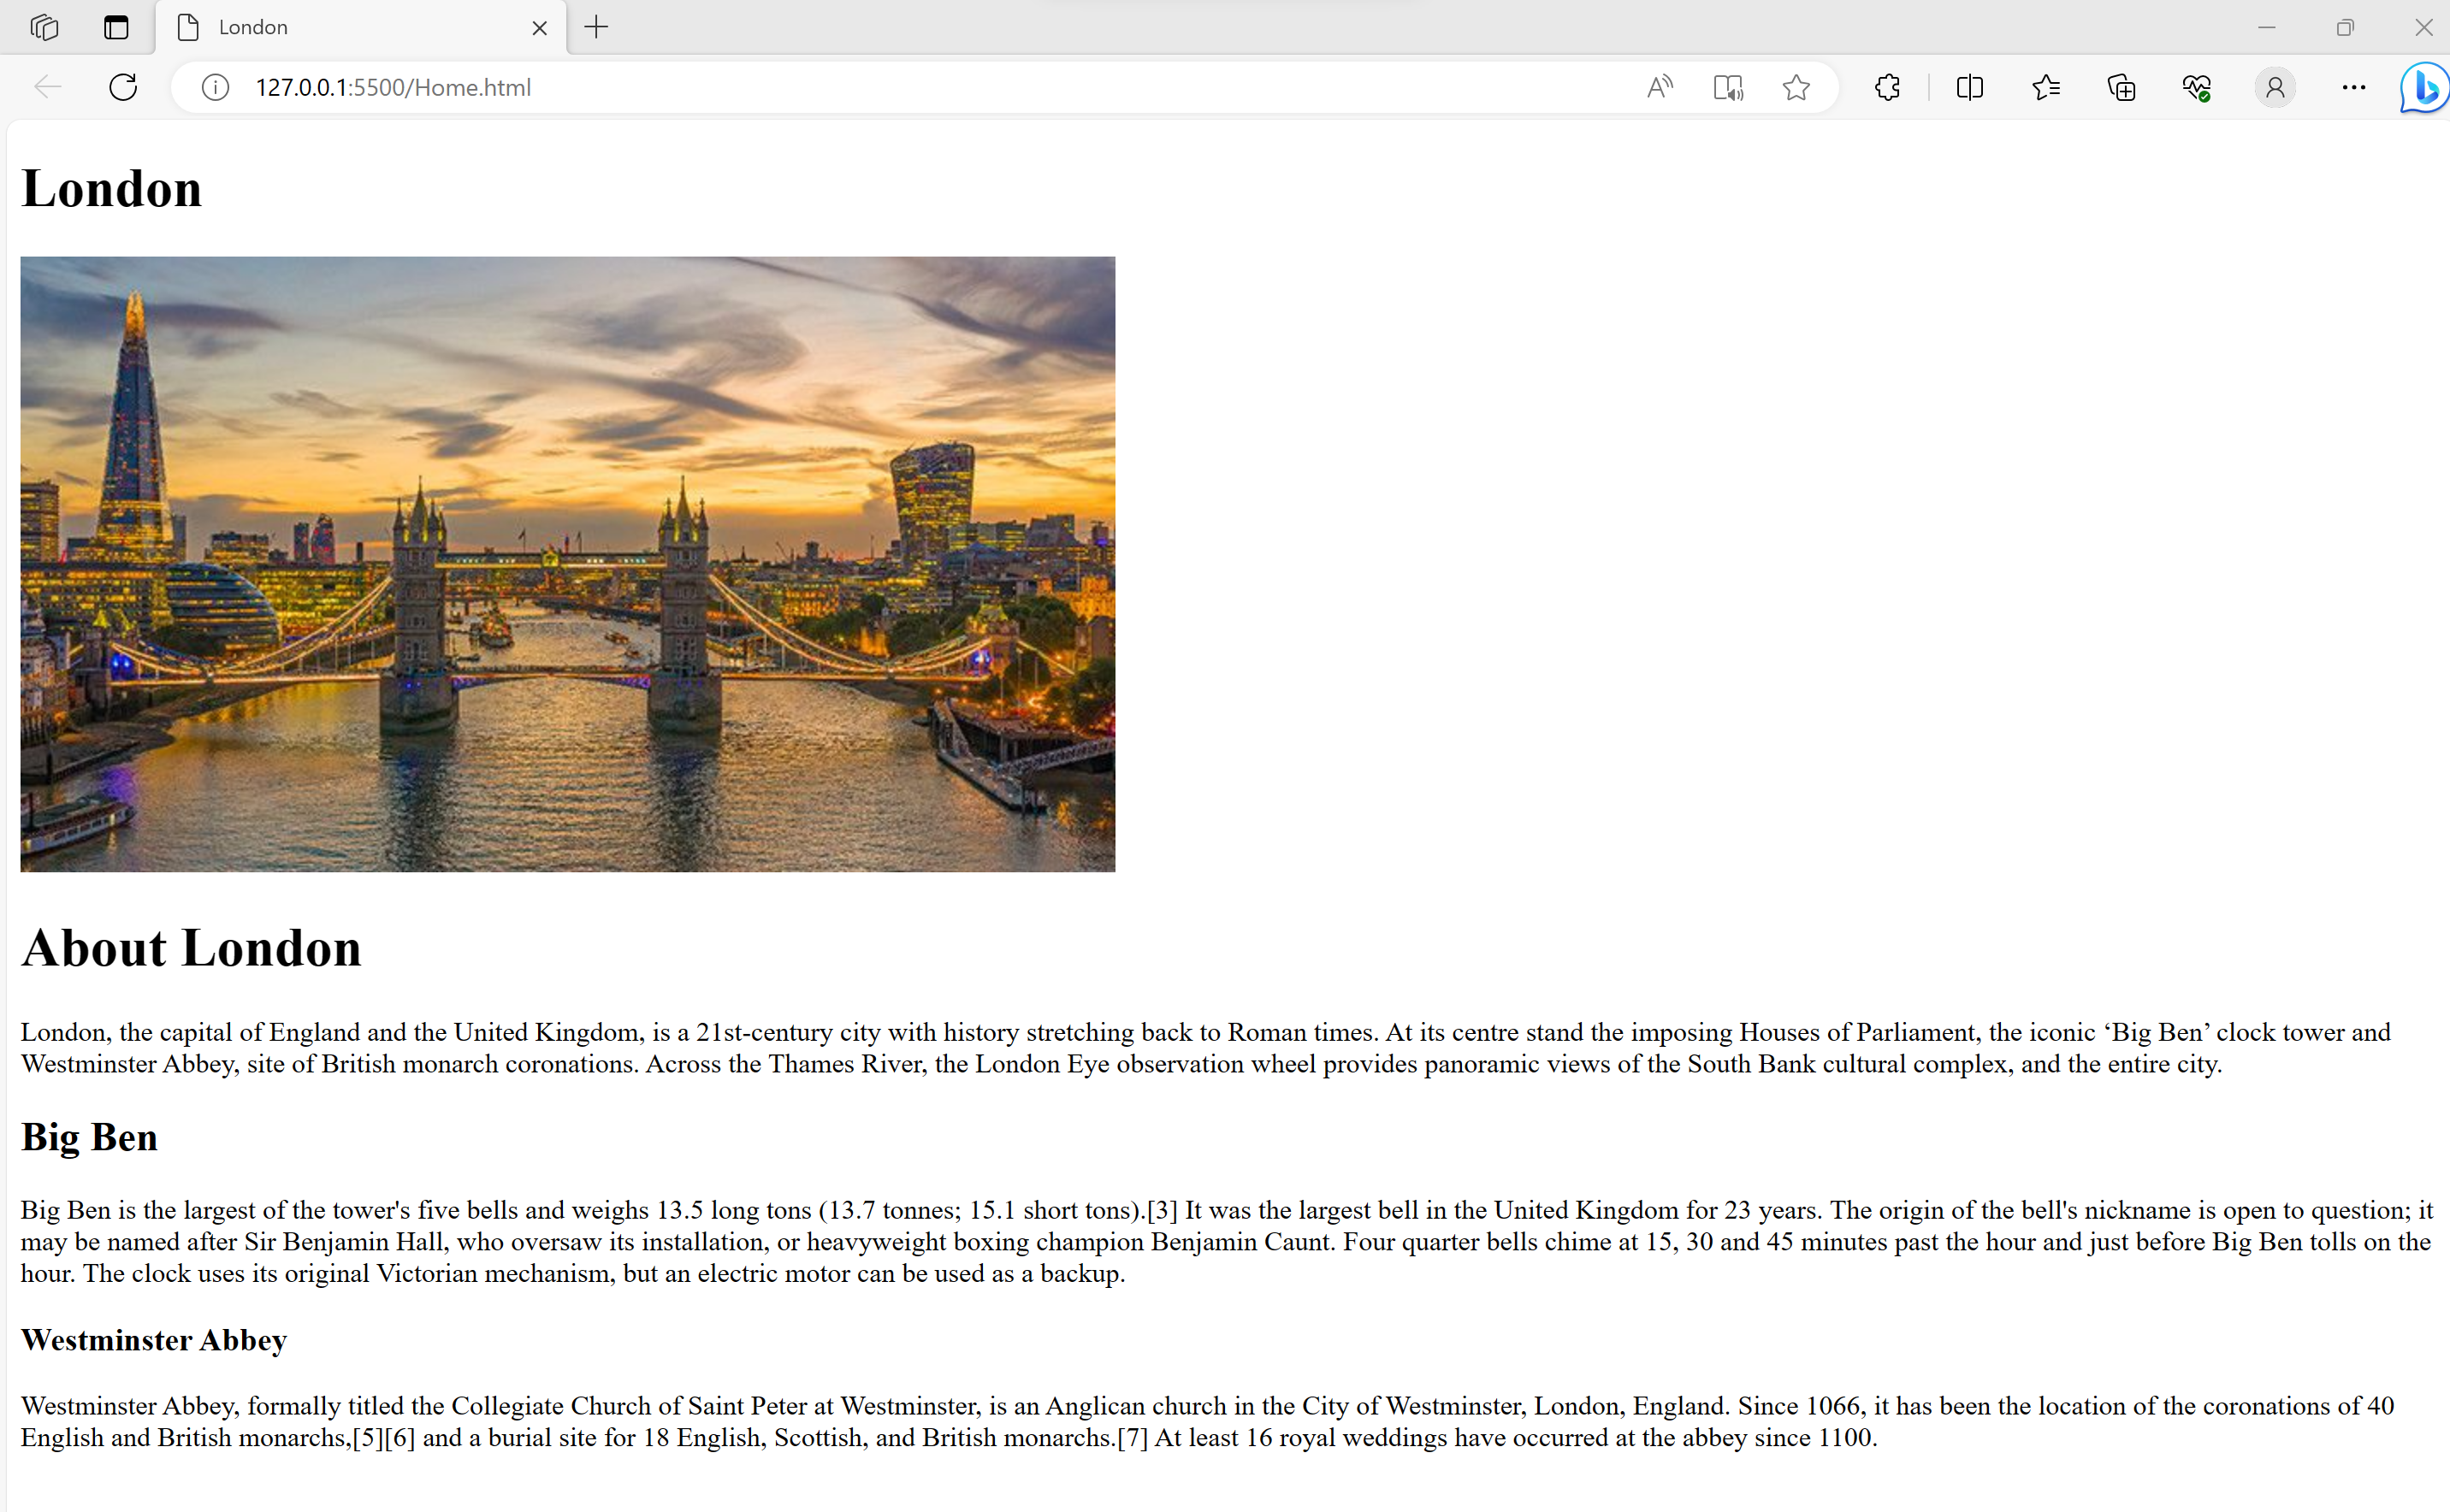 London
127.0.0.1:5500/Home.html
London
About London
London, the capital of England and the United Kingdom, is a 21st-century city with history stretching back to Roman times. At its centre stand the imposing Houses of Parliament, the iconic ‘Big Ben’ clock tower and
Westminster Abbey, site of British monarch coronations. Across the Thames River, the London Eye observation wheel provides panoramic views of the South Bank cultural complex, and the entire city.
Big Ben
Big Ben is the largest of the tower's five bells and weighs 13.5 long tons (13.7 tonnes; 15.1 short tons).[3] It was the largest bell in the United Kingdom for 23 years. The origin of the bell's nickname is open to question; it
may be named after Sir Benjamin Hall, who oversaw its installation, or heavyweight boxing champion Benjamin Caunt. Four quarter bells chime at 15, 30 and 45 minutes past the hour and just before Big Ben tolls on the
hour. The clock uses its original Victorian mechanism, but an electric motor can be used as a backup.
Westminster Abbey
Westminster Abbey, formally titled the Collegiate Church of Saint Peter at Westminster, is an Anglican church in the City of Westminster, London, England. Since 1066, it has been the location of the coronations of 40
English and British monarchs,[5][6] and a burial site for 18 English, Scottish, and British monarchs.[7] At least 16 royal weddings have occurred at the abbey since 1100.